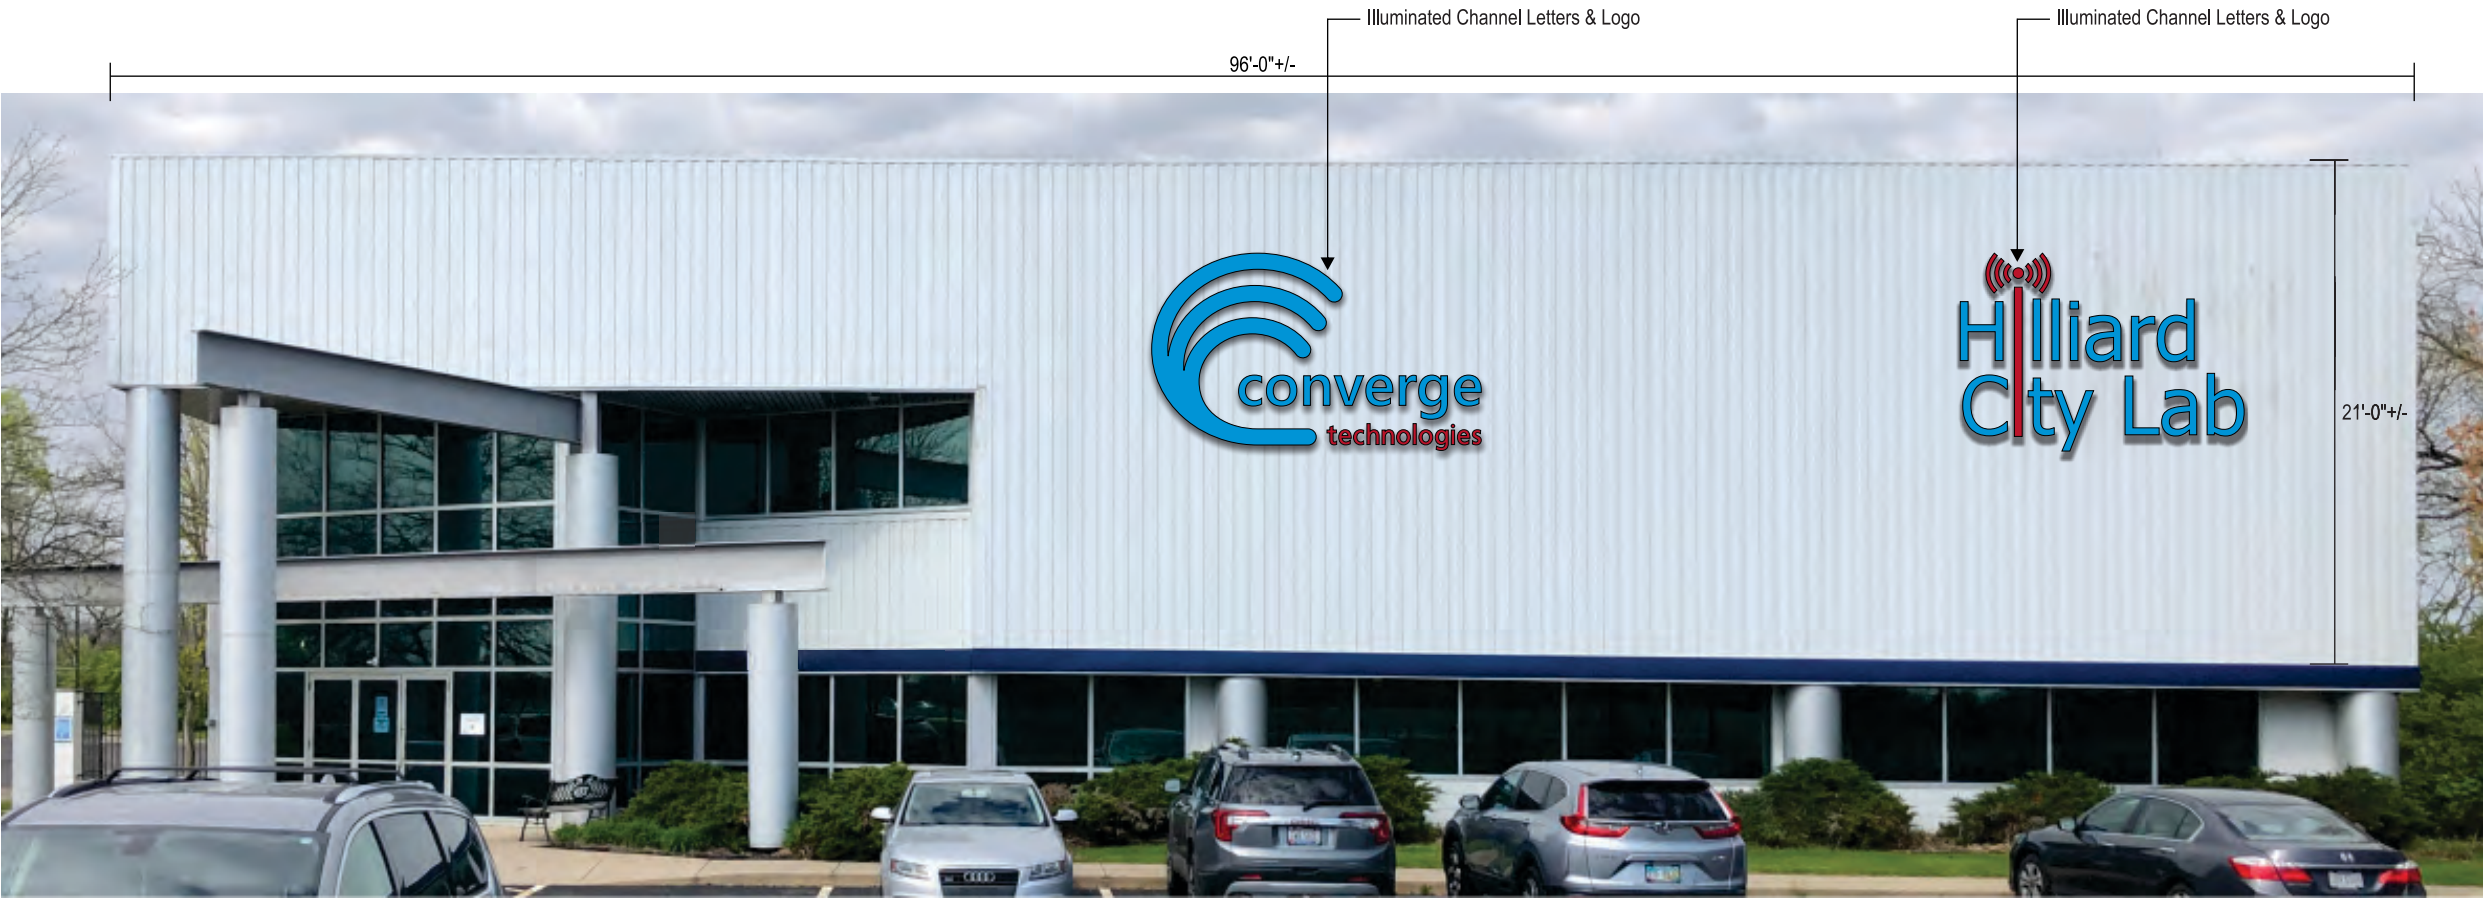 Illuminated Channel Letters & Logo
Illuminated Channel Letters & Logo
96'-0"+/-
converge
technologies
Hilliard
City Lab
21'-0"+/-